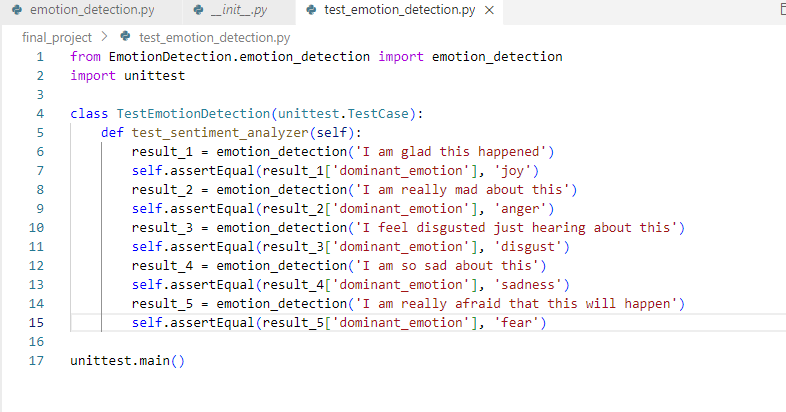 emotion_detection.py __init__.py test_emotion_detection.py
final_project > test_emotion_detection.py
1 from EmotionDetection.emotion_detection import emotion_detection
2 import unittest
3
4 class TestEmotionDetection(unittest.TestCase):
5     def test_sentiment_analyzer(self):
6         result_1 = emotion_detection('I am glad this happened')
7         self.assertEqual(result_1['dominant_emotion'], 'joy')
8         result_2 = emotion_detection('I am really mad about this')
9         self.assertEqual(result_2['dominant_emotion'], 'anger')
10         result_3 = emotion_detection('I feel disgusted just hearing about this')
11         self.assertEqual(result_3['dominant_emotion'], 'disgust')
12         result_4 = emotion_detection('I am so sad about this')
13         self.assertEqual(result_4['dominant_emotion'], 'sadness')
14         result_5 = emotion_detection('I am really afraid that this will happen')
15         self.assertEqual(result_5['dominant_emotion'], 'fear')
16
17 unittest.main()